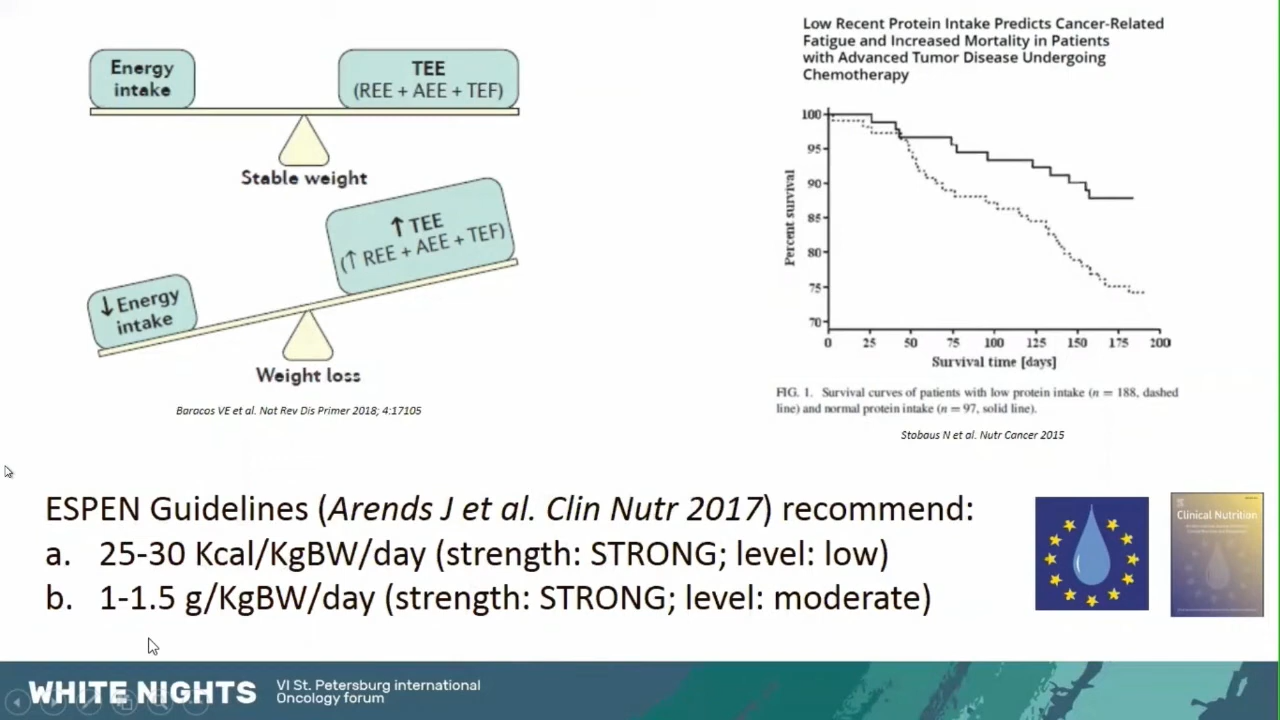 Energy
intake
TEE
(REE + AEE + TEF)
Stable weight
↓ Energy
intake
↑ TEE
(↑ REE + AEE + TEF)
Weight loss
Baracos VE et al. Nat Rev Dis Primer 2018; 4:17105
Low Recent Protein Intake Predicts Cancer-Related
Fatigue and Increased Mortality in Patients
with Advanced Tumor Disease Undergoing
Chemotherapy
Percent survival
100
95
90
85
80
75
70
0 25 50 75 100 125 150 175 200
Survival time [days]
FIG. 1. Survival curves of patients with low protein intake (n = 188, dashed
line) and normal protein intake (n = 97, solid line).
Stobaus N et al. Nutr Cancer 2015
ESPEN Guidelines (Arends J et al. Clin Nutr 2017) recommend:
a. 25-30 Kcal/KgBW/day (strength: STRONG; level: low)
b. 1-1.5 g/KgBW/day (strength: STRONG; level: moderate)
Clinical Nutrition
WHITE NIGHTS
VI St. Petersburg international
Oncology forum